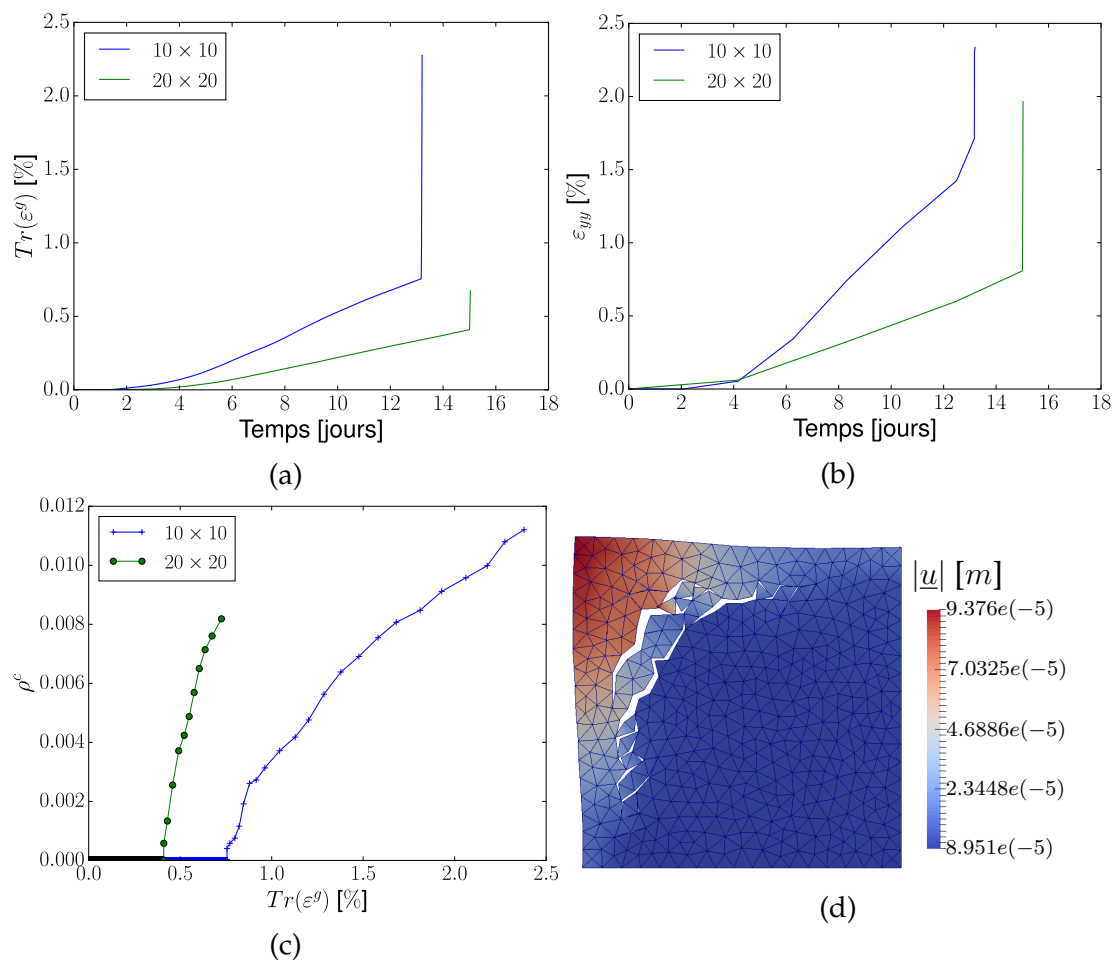 2.5
2.0
1.5
1.0
0.5
0.0
Tr(εᵍ) [%]
10 × 10
20 × 20
0 2 4 6 8 10 12 14 16 18
Temps [jours]
(a)
2.5
2.0
1.5
1.0
0.5
0.0
ε_yy [%]
10 × 10
20 × 20
0 2 4 6 8 10 12 14 16 18
Temps [jours]
(b)
0.012
0.010
0.008
0.006
0.004
0.002
0.000
ρᶜ
10 × 10
20 × 20
0.0 0.5 1.0 1.5 2.0 2.5
Tr(εᵍ) [%]
(c)
|u| [m]
9.376e(−5)
7.0325e(−5)
4.6886e(−5)
2.3448e(−5)
8.951e(−5)
(d)